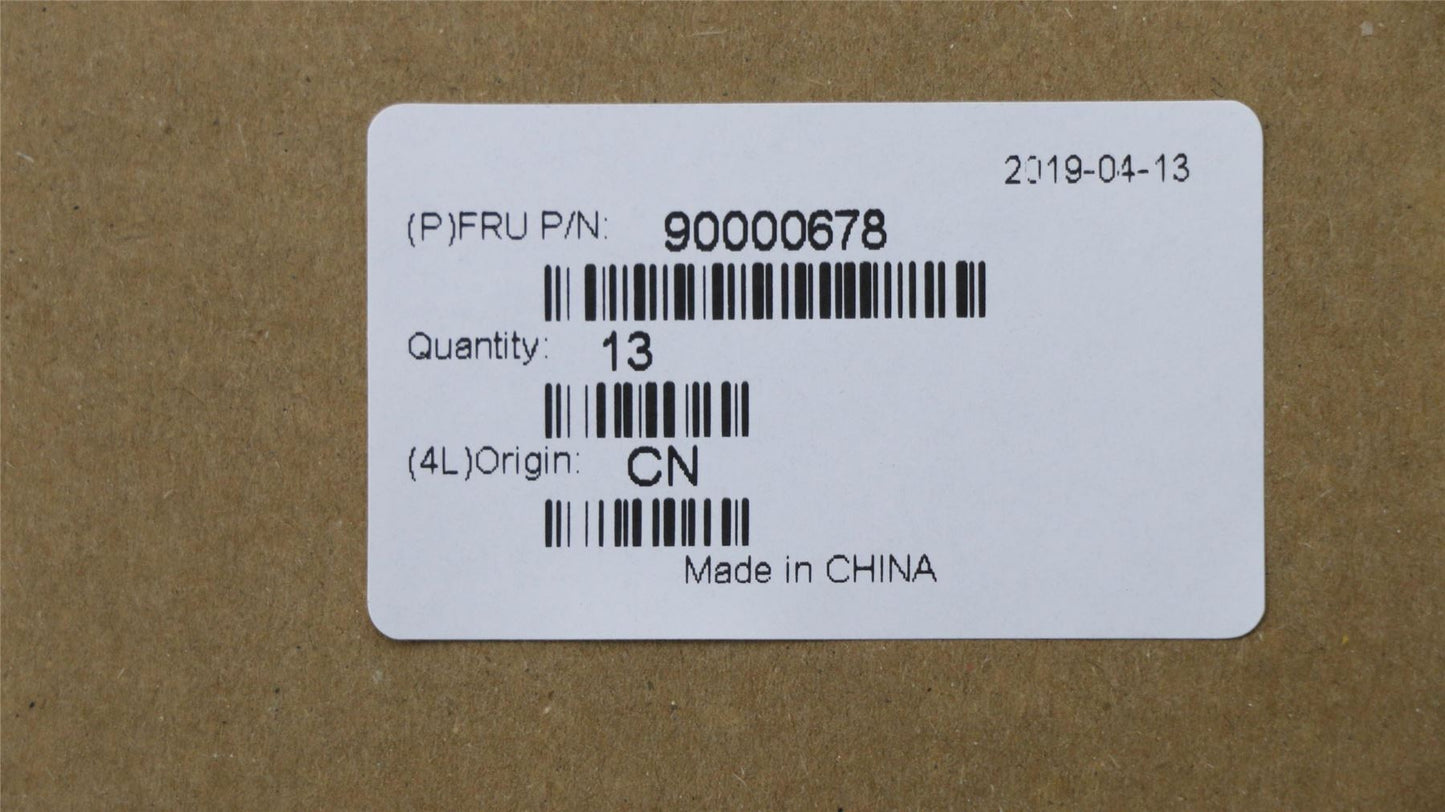 2019-04-13
(P)FRU P/N: 90000678
Quantity: 13
(4L)Origin: CN
Made in CHINA